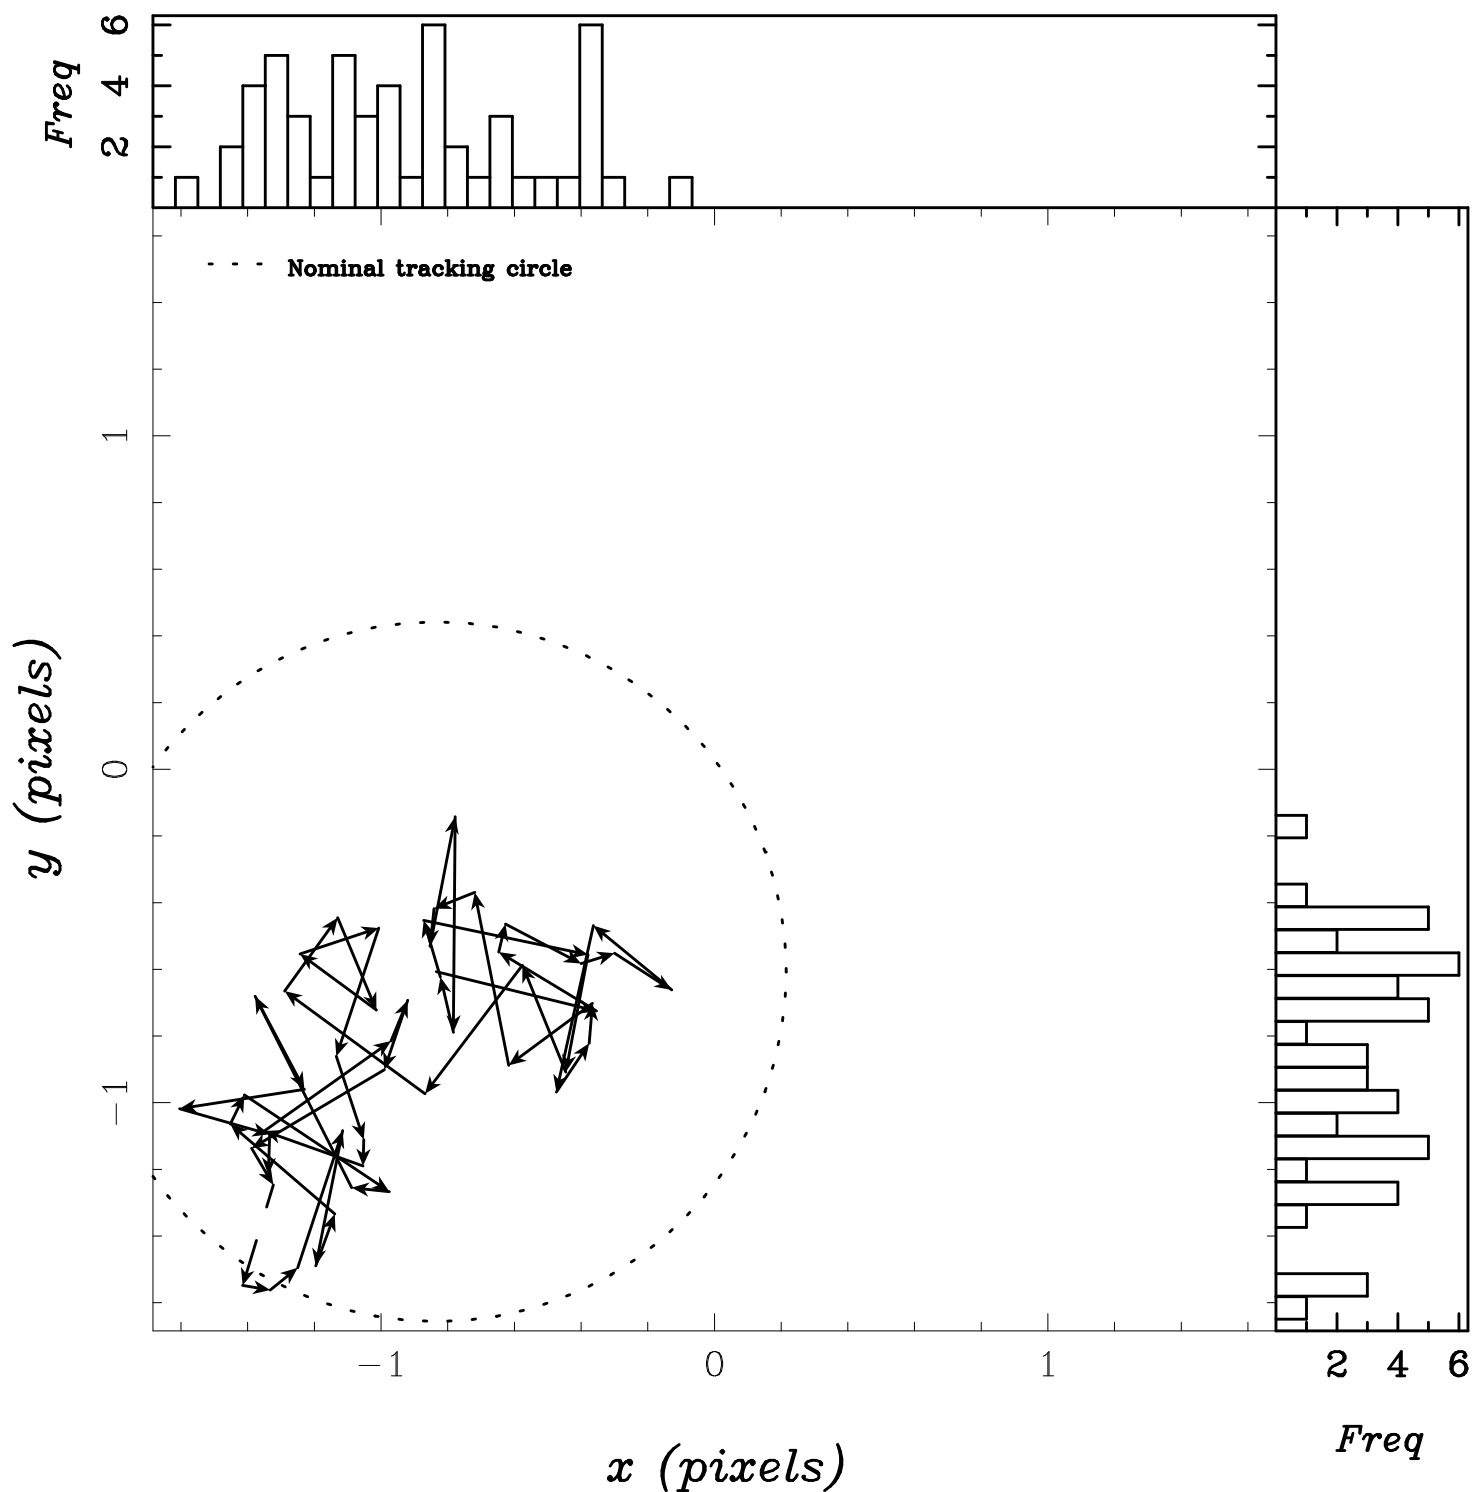 Freq
2 4 6
Nominal tracking circle
y (pixels)
1
0
−1
−1 0 1
x (pixels)
2 4 6
Freq